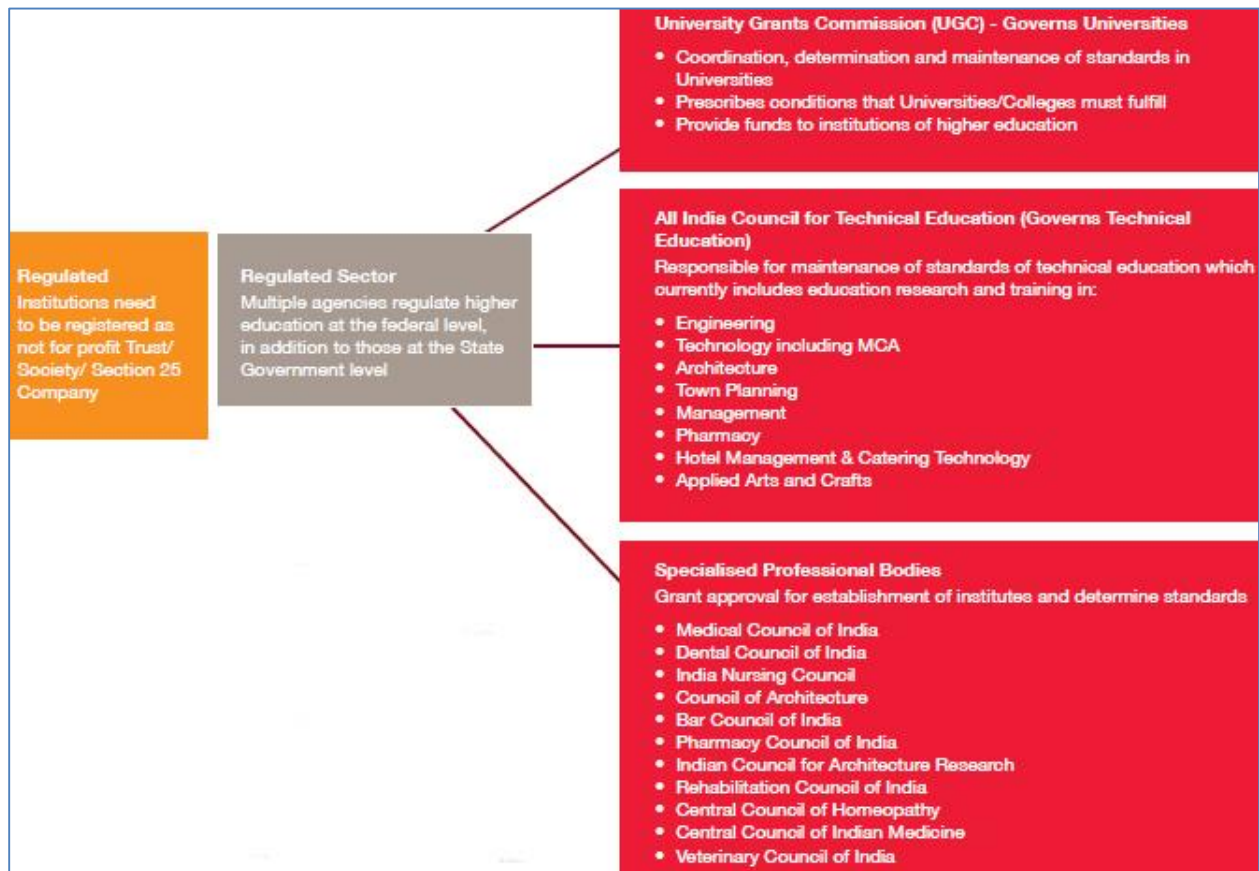 Regulated
Institutions need
to be registered as
not for profit Trust/
Society/ Section 25
Company
Regulated Sector
Multiple agencies regulate higher
education at the federal level,
in addition to those at the State
Government level
University Grants Commission (UGC) - Governs Universities
• Coordination, determination and maintenance of standards in
Universities
• Prescribes conditions that Universities/Colleges must fulfill
• Provide funds to institutions of higher education
All India Council for Technical Education (Governs Technical
Education)
Responsible for maintenance of standards of technical education which
currently includes education research and training in:
• Engineering
• Technology including MCA
• Architecture
• Town Planning
• Management
• Pharmacy
• Hotel Management & Catering Technology
• Applied Arts and Crafts
Specialised Professional Bodies
Grant approval for establishment of institutes and determine standards
• Medical Council of India
• Dental Council of India
• India Nursing Council
• Council of Architecture
• Bar Council of India
• Pharmacy Council of India
• Indian Council for Architecture Research
• Rehabilitation Council of India
• Central Council of Homeopathy
• Central Council of Indian Medicine
• Veterinary Council of India